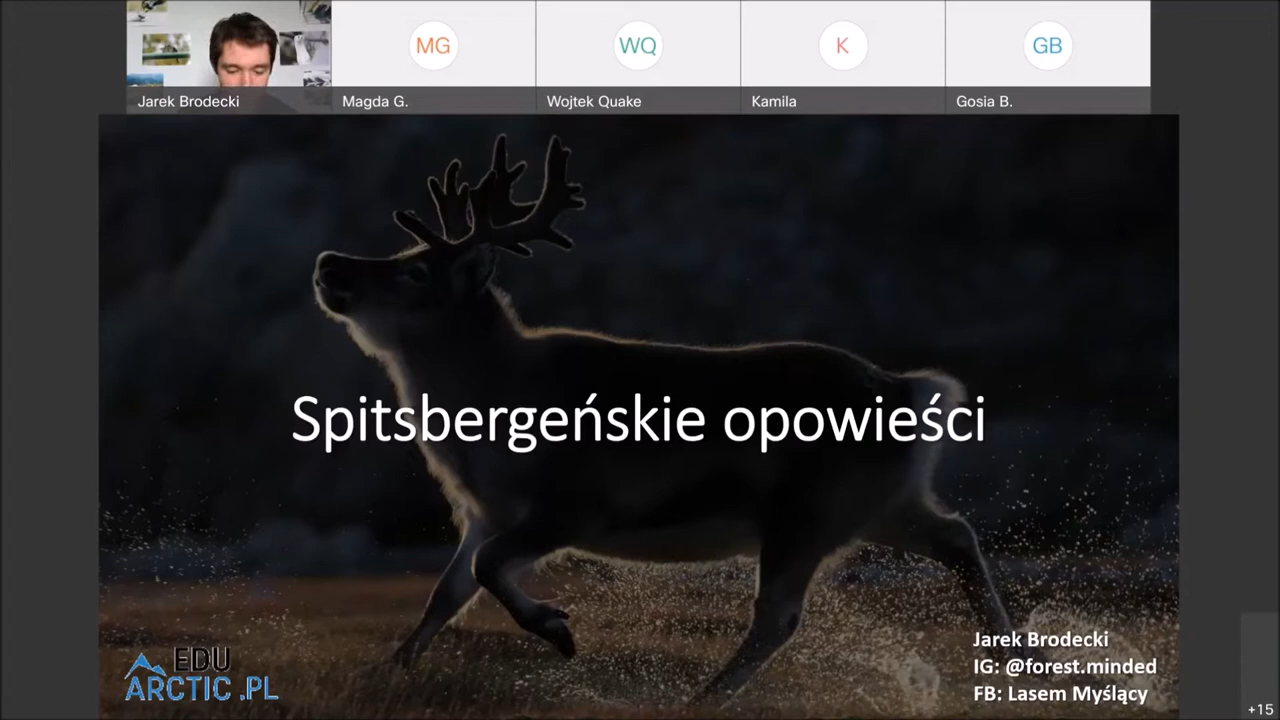 MG
WQ
K
GB
Jarek Brodecki
Magda G.
Wojtek Quake
Kamila
Gosia B.
Spitsbergeńskie opowieści
Jarek Brodecki
IG: @forest.minded
FB: Lasem Myślący
EDU
ARCTIC.PL
+15